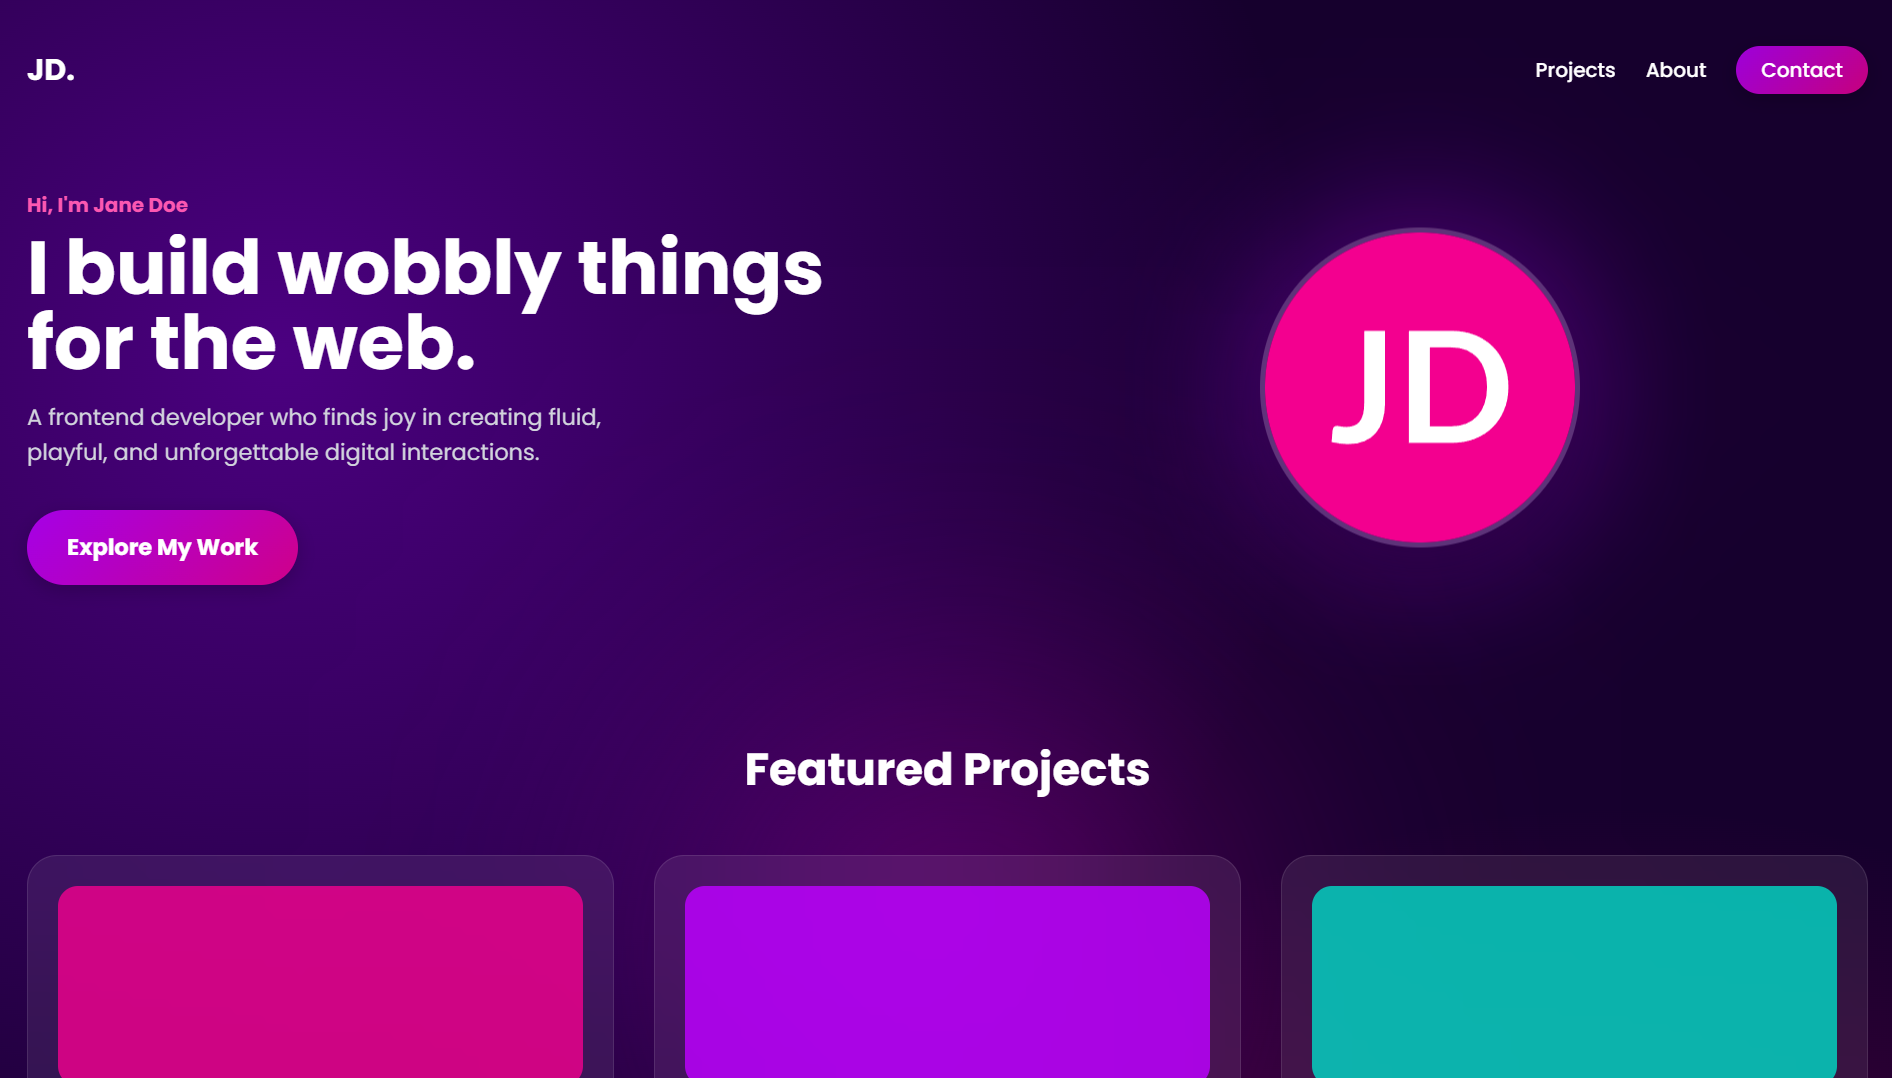 JD.
Projects
About
Contact
Hi, I'm Jane Doe
I build wobbly things
for the web.
A frontend developer who finds joy in creating fluid,
playful, and unforgettable digital interactions.
Explore My Work
JD
Featured Projects